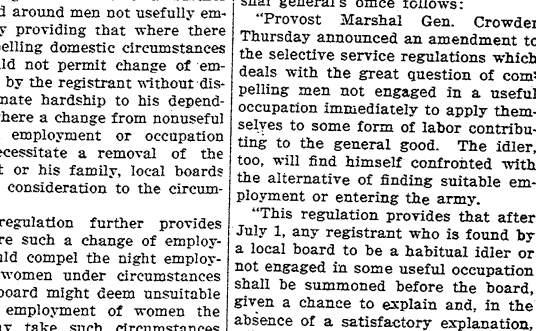 d around men not usefully em-
y providing that where there
pelling domestic circumstances
ld not permit change of em-
by the registrant without dis-
nate hardship to his depend-
here a change from nonuseful
employment or occupation
ecessitate a removal of the
t or his family, local boards
consideration to the circum-
regulation further provides
re such a change of employ-
uld compel the night employ-
women under circumstances
board might deem unsuitable
employment of women the
y take such circumstances
shal general's office follows:
"Provost Marshal Gen. Crowder
Thursday announced an amendment to
the selective service regulations which
deals with the great question of com-
pelling men not engaged in a useful
occupation immediately to apply them-
selves to some form of labor contribu-
ting to the general good. The idler,
too, will find himself confronted with
the alternative of finding suitable em-
ployment or entering the army.
"This regulation provides that after
July 1, any registrant who is found by
a local board to be a habitual idler or
not engaged in some useful occupation
shall be summoned before the board,
given a chance to explain and, in the
absence of a satisfactory explanation,